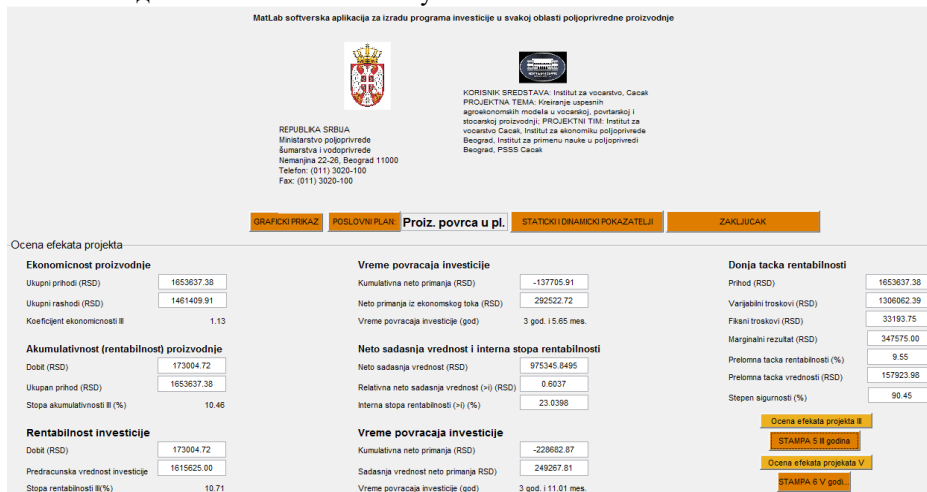 MatLab softverska aplikacija za izradu programa investicije u svakoj oblasti poljoprivredne proizvodnje
REPUBLIKA SRBIJA
Ministarstvo poljoprivrede
šumarstva i vodoprivrede
Nemanjina 22-26, Beograd 11000
Telefon: (011) 3020-100
Fax: (011) 3020-100
KORISNIK SREDSTAVA: Institut za vocarstvo, Cacak
PROJEKTNA TEMA: Kreiranje uspesnih
agroekonomskih modela u vocarskoj, povrtarskoj i
stocarskoj proizvodnji; PROJEKTNI TIM: Institut za
vocarstvo Cacak, Institut za ekonomiku poljoprivrede
Beograd, Institut za primenu nauke u poljoprivredi
Beograd, PSSS Cacak
GRAFICKI PRIKAZ POSLOVNI PLAN: Proiz. povrca u pl. STATICKI I DINAMICKI POKAZATELJI ZAKLJUCAK
Ocena efekata projekta
Ekonomicnost proizvodnje
Ukupni prihodi (RSD) 1653637.38
Ukupni rashodi (RSD) 1461409.91
Koeficijent ekonomicnosti III 1.13
Akumulativnost (rentabilnost) proizvodnje
Dobit (RSD) 173004.72
Ukupan prihod (RSD) 1653637.38
Stopa akumulativnosti III (%) 10.46
Rentabilnost investicije
Dobit (RSD) 173004.72
Predracunska vrednost investicije 1615625.00
Stopa rentabilnosti III(%) 10.71
Vreme povracaja investicije
Kumulativna neto primanja (RSD) -137705.91
Neto primanja iz ekonomskog toka (RSD) 292522.72
Vreme povracaja investicije (god) 3 god. i 5.65 mes.
Neto sadasnja vrednost i interna stopa rentabilnosti
Neto sadasnja vrednost (RSD) 975345.8495
Relativna neto sadasnja vrednost (>i) (RSD) 0.6037
Interna stopa rentabilnosti (>i) (%) 23.0398
Vreme povracaja investicije
Kumulativna neto primanja (RSD) -228682.87
Sadasnja vrednost neto primanja RSD) 249267.81
Vreme povracaja investicije (god) 3 god. i 11.01 mes.
Donja tacka rentabilnosti
Prihod (RSD) 1653637.38
Varijabilni troskovi (RSD) 1306062.39
Fiksni troskovi (RSD) 33193.75
Marginalni rezultat (RSD) 347575.00
Prelomna tacka rentabilnosti (%) 9.55
Prelomna tacka vrednosti (RSD) 157923.98
Stepen sigurnosti (%) 90.45
Ocena efekata projekta III
STAMPA 5 III godina
Ocena efekata projekata V
STAMPA 6 V godi...